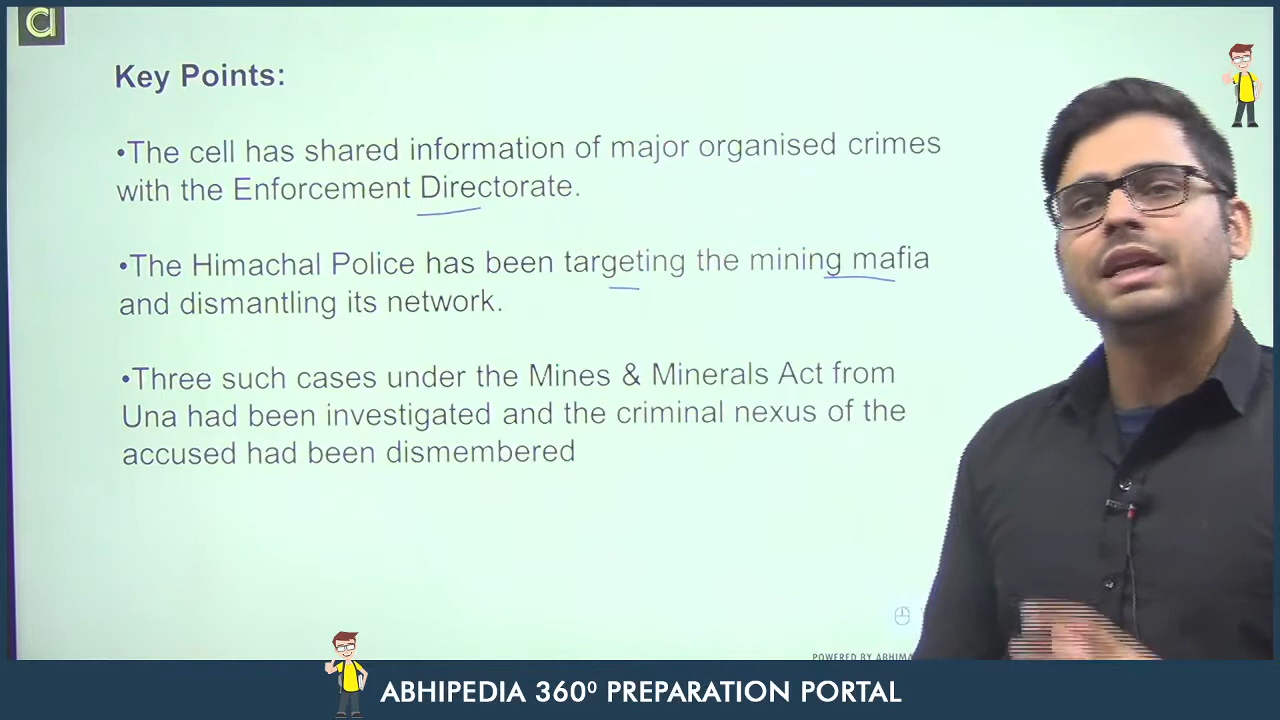 a
Key Points:
•The cell has shared information of major organised crimes
with the Enforcement Directorate.
•The Himachal Police has been targeting the mining mafia
and dismantling its network.
•Three such cases under the Mines & Minerals Act from
Una had been investigated and the criminal nexus of the
accused had been dismembered
POWERED BY
ABHIPEDIA 360⁰ PREPARATION PORTAL